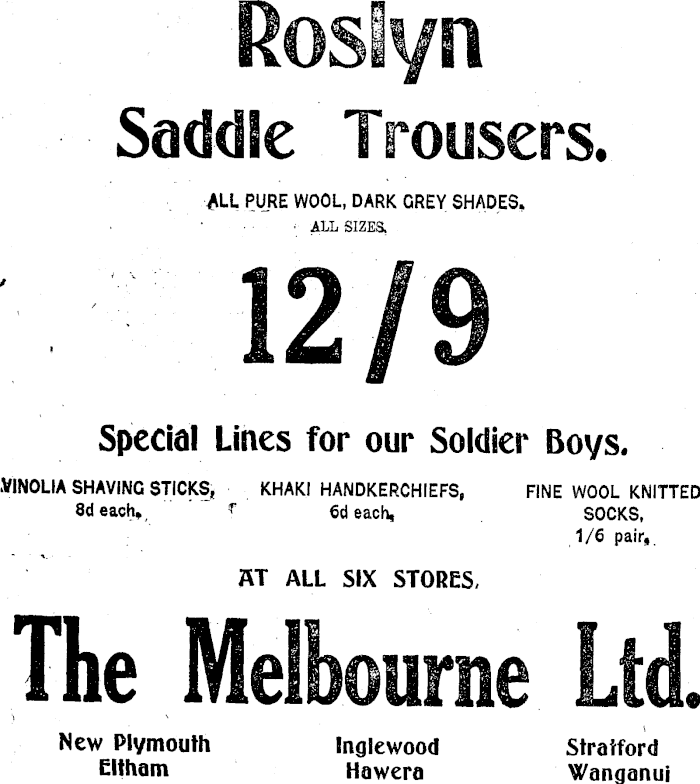 Roslyn
Saddle Trousers.
ALL PURE WOOL, DARK GREY SHADES.
ALL SIZES.
12/9
Special Lines for our Soldier Boys.
VINOLIA SHAVING STICKS,
8d each.
KHAKI HANDKERCHIEFS,
6d each.
FINE WOOL KNITTED
SOCKS,
1/6 pair.
AT ALL SIX STORES,
The Melbourne Ltd.
New Plymouth Inglewood Stratford
Eltham Hawera Wanganui